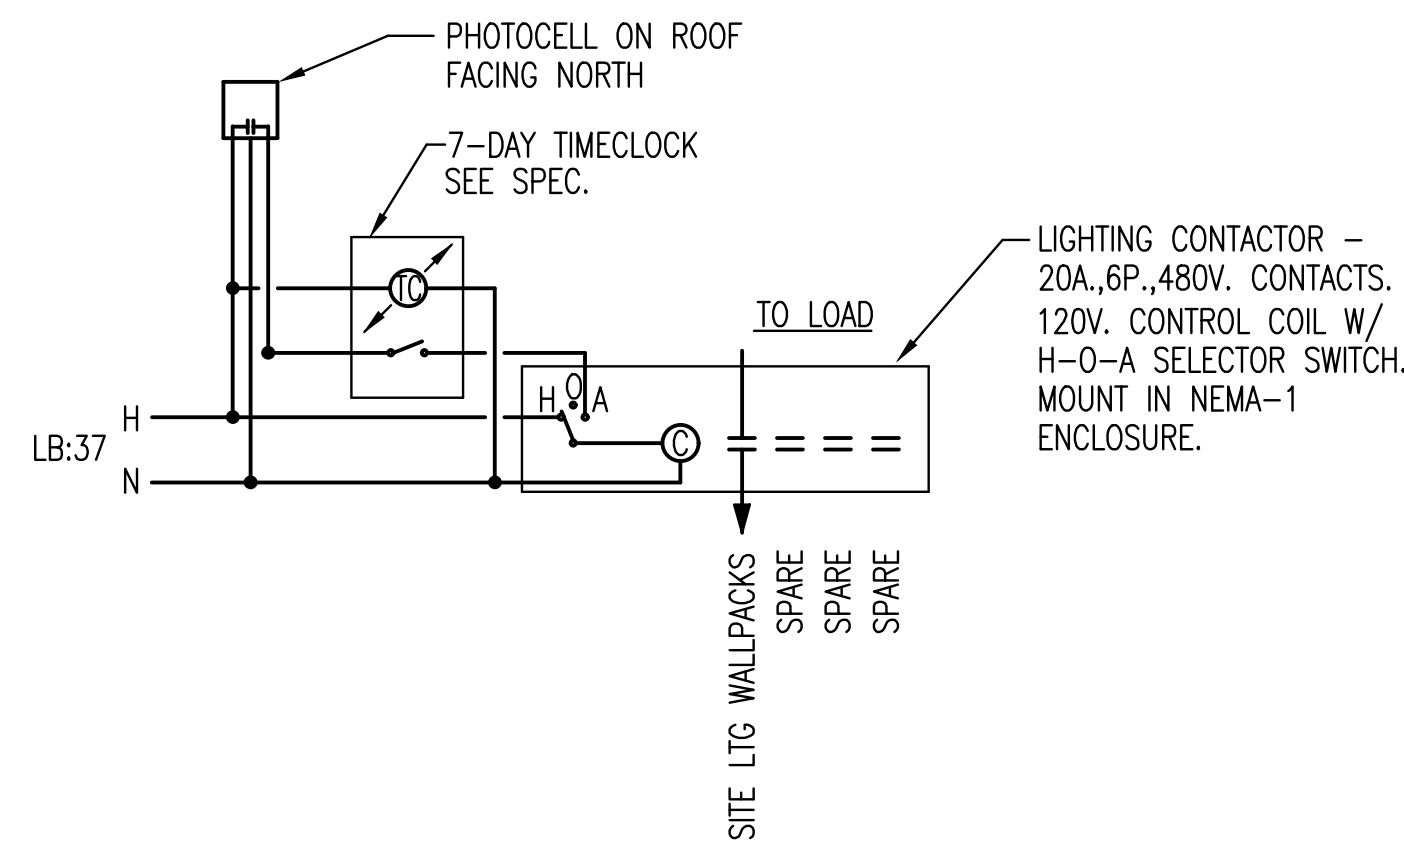 PHOTOCELL ON ROOF
FACING NORTH
7-DAY TIMECLOCK
SEE SPEC.
TC
LIGHTING CONTACTOR -
20A.,6P.,480V. CONTACTS.
120V. CONTROL COIL W/
H-O-A SELECTOR SWITCH.
MOUNT IN NEMA-1
ENCLOSURE.
TO LOAD
H O A
C
LB:37
H
N
SITE LTG WALLPACKS
SPARE
SPARE
SPARE